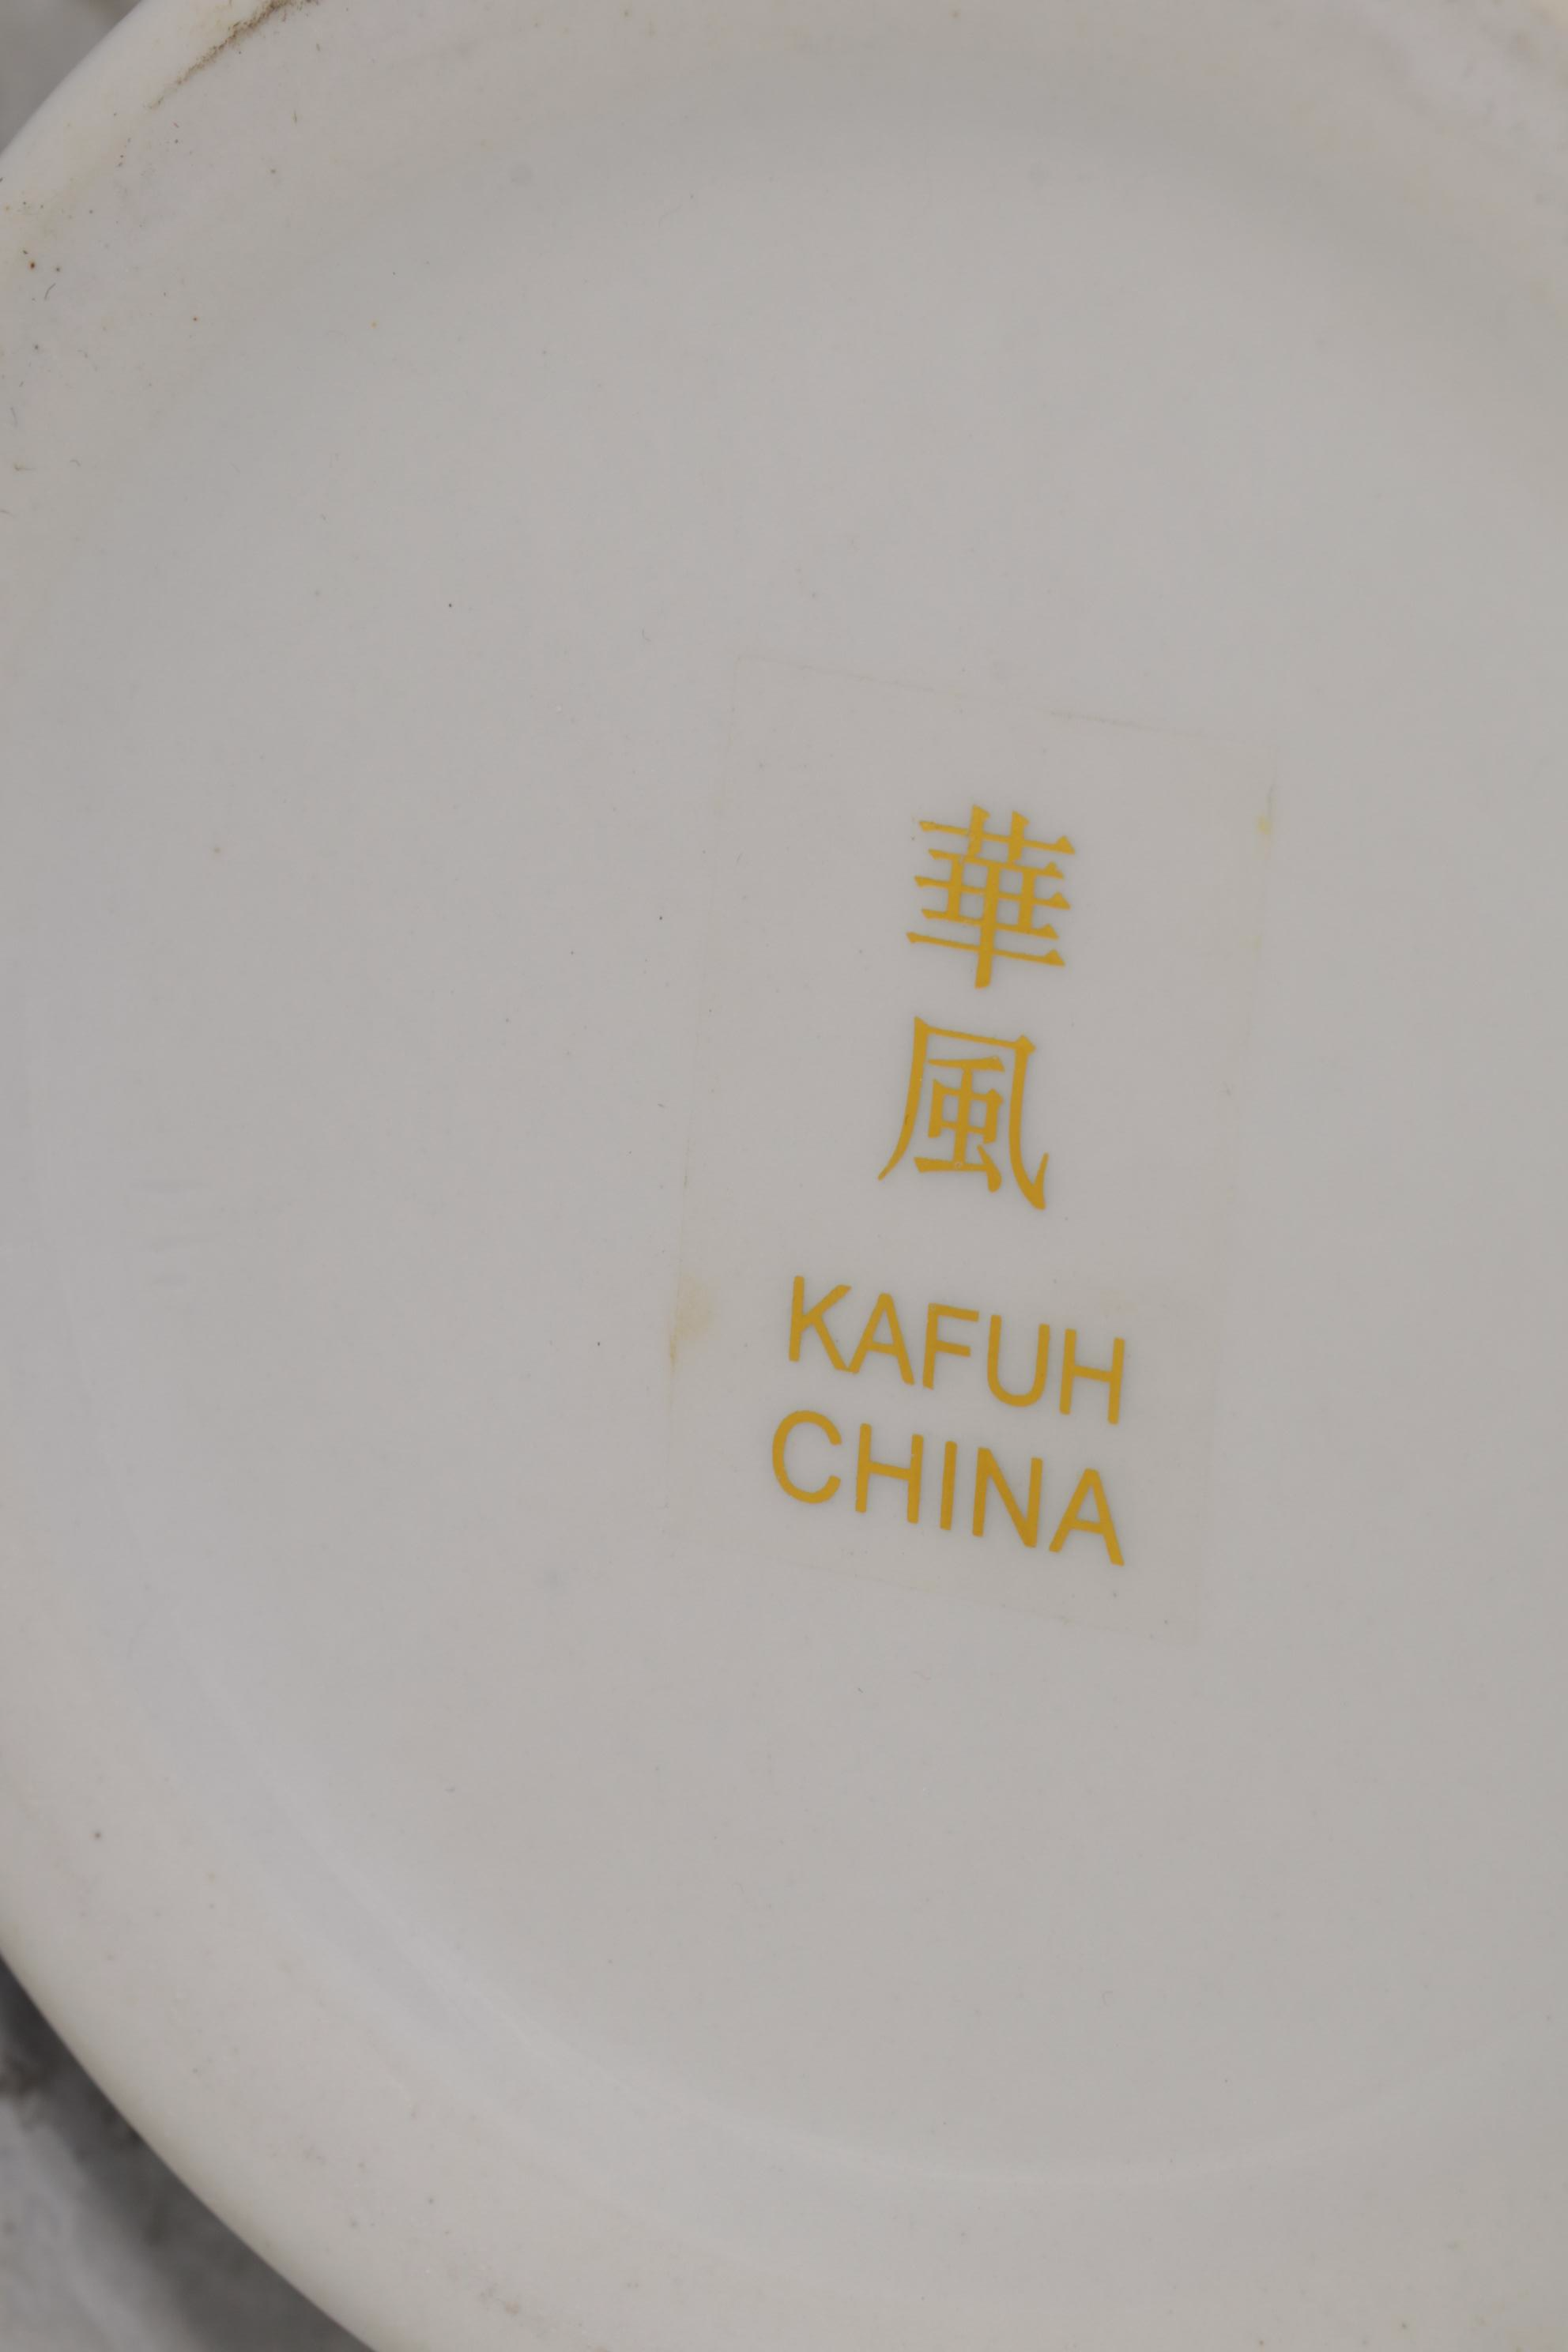 華
風
KAFUH
CHINA